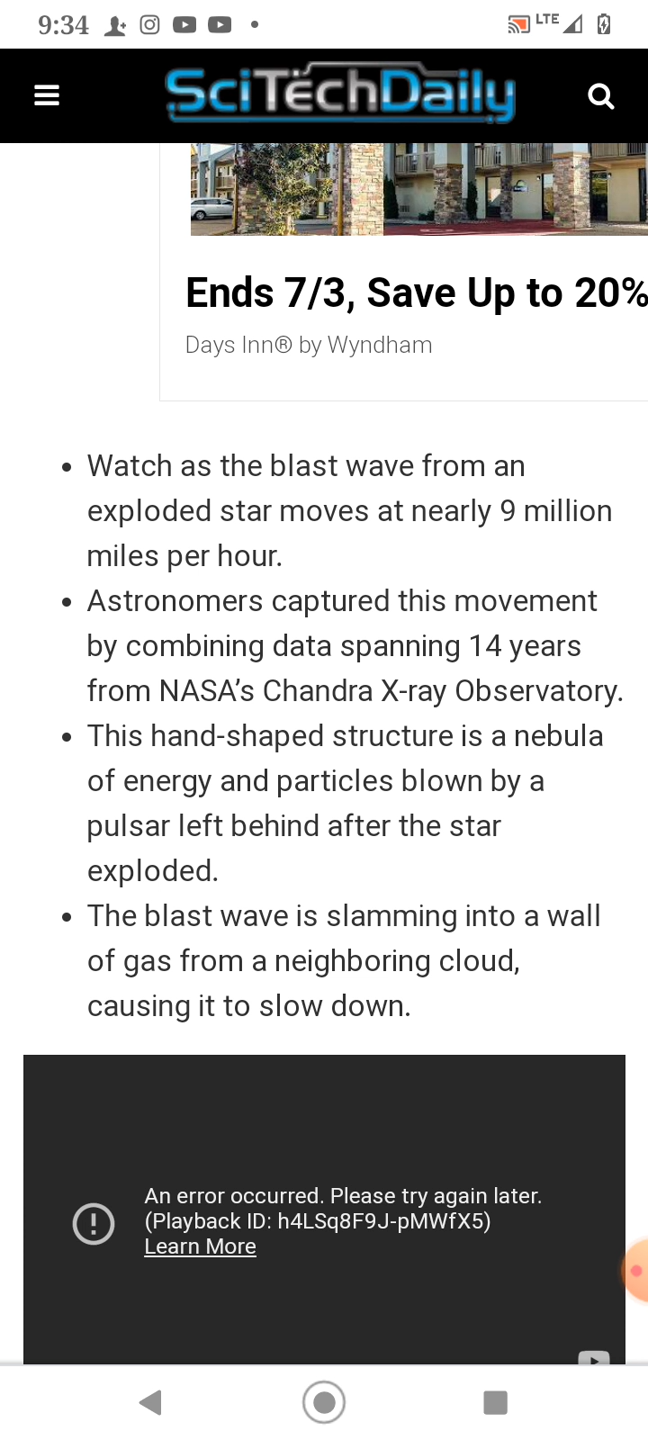 9:34
LTE
SciTechDaily
Ends 7/3, Save Up to 20%
Days Inn® by Wyndham
• Watch as the blast wave from an
exploded star moves at nearly 9 million
miles per hour.
• Astronomers captured this movement
by combining data spanning 14 years
from NASA’s Chandra X-ray Observatory.
• This hand-shaped structure is a nebula
of energy and particles blown by a
pulsar left behind after the star
exploded.
• The blast wave is slamming into a wall
of gas from a neighboring cloud,
causing it to slow down.
An error occurred. Please try again later.
(Playback ID: h4LSq8F9J-pMWfX5)
Learn More